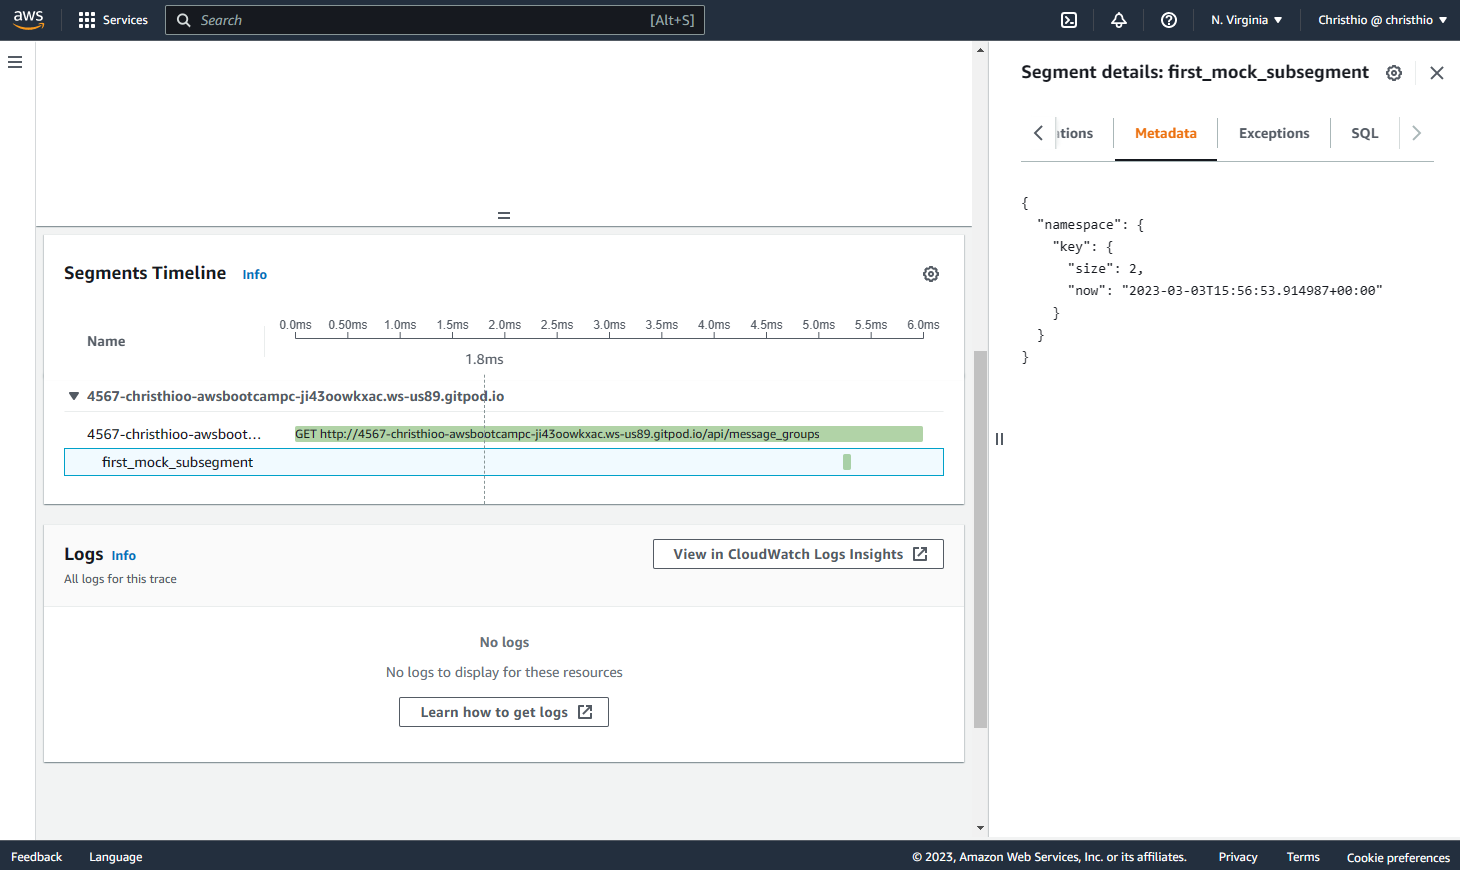 aws Services Search [Alt+S] N. Virginia Christhio @ christhio
Segments Timeline Info
Name
0.0ms 0.50ms 1.0ms 1.5ms 2.0ms 2.5ms 3.0ms 3.5ms 4.0ms 4.5ms 5.0ms 5.5ms 6.0ms
1.8ms
4567-christhioo-awsbootcampc-ji43oowkxac.ws-us89.gitpod.io
4567-christhioo-awsboot... GET http://4567-christhioo-awsbootcampc-ji43oowkxac.ws-us89.gitpod.io/api/message_groups
first_mock_subsegment
Logs Info
All logs for this trace
View in CloudWatch Logs Insights
No logs
No logs to display for these resources
Learn how to get logs
Segment details: first_mock_subsegment
tions Metadata Exceptions SQL
{
"namespace": {
"key": {
"size": 2,
"now": "2023-03-03T15:56:53.914987+00:00"
}
}
}
Feedback Language © 2023, Amazon Web Services, Inc. or its affiliates. Privacy Terms Cookie preferences